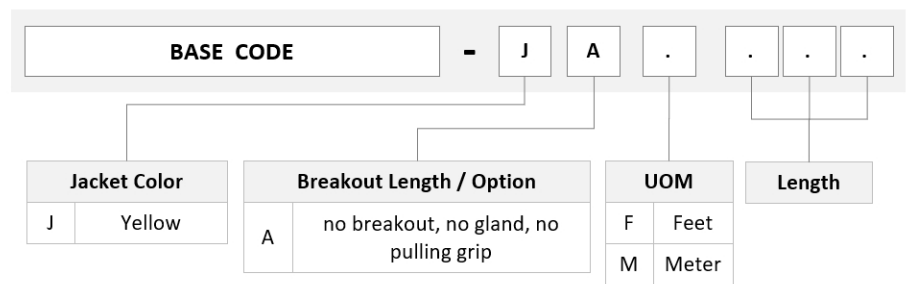 BASE CODE - J A . . . .
Jacket Color
J Yellow
Breakout Length / Option
A no breakout, no gland, no
pulling grip
UOM
F Feet
M Meter
Length